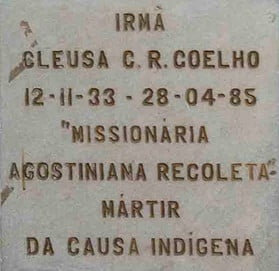 IRMÃ
CLEUSA C. R. COELHO
12-11-33 - 28-04-85
"MISSIONÁRIA
AGOSTINIANA RECOLETA-
MÁRTIR
DA CAUSA INDÍGENA